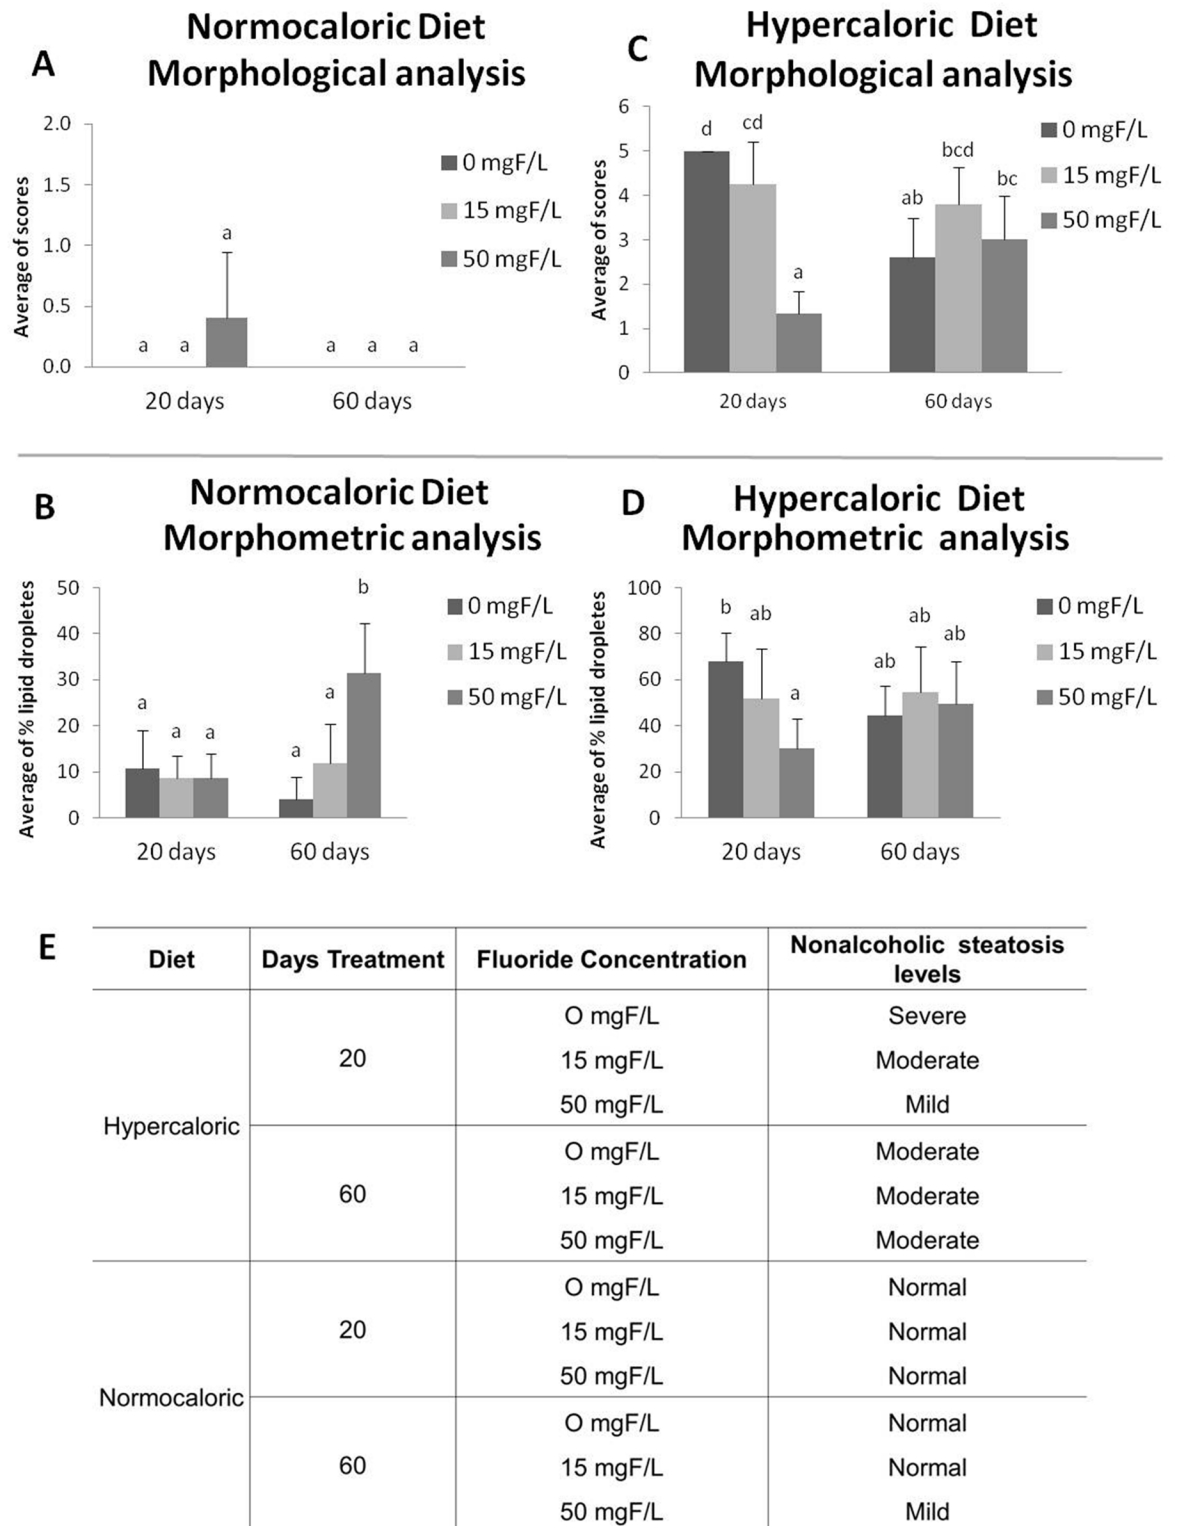 A
Normocaloric Diet
Morphological analysis
Average of scores
2.0
1.5
1.0
0.5
0.0
a a a
a a a
20 days 60 days
0 mgF/L
15 mgF/L
50 mgF/L
C
Hypercaloric Diet
Morphological analysis
Average of scores
6
5
4
3
2
1
0
d cd a
ab bcd bc
20 days 60 days
0 mgF/L
15 mgF/L
50 mgF/L
B
Normocaloric Diet
Morphometric analysis
Average of % lipid dropletes
50
40
30
20
10
0
a a a
a a b
20 days 60 days
0 mgF/L
15 mgF/L
50 mgF/L
D
Hypercaloric Diet
Morphometric analysis
Average of % lipid dropletes
100
80
60
40
20
0
b ab a
ab ab ab
20 days 60 days
0 mgF/L
15 mgF/L
50 mgF/L
E
Diet Days Treatment Fluoride Concentration Nonalcoholic steatosis
levels
Hypercaloric
20
O mgF/L Severe
15 mgF/L Moderate
50 mgF/L Mild
60
O mgF/L Moderate
15 mgF/L Moderate
50 mgF/L Moderate
Normocaloric
20
O mgF/L Normal
15 mgF/L Normal
50 mgF/L Normal
60
O mgF/L Normal
15 mgF/L Normal
50 mgF/L Mild